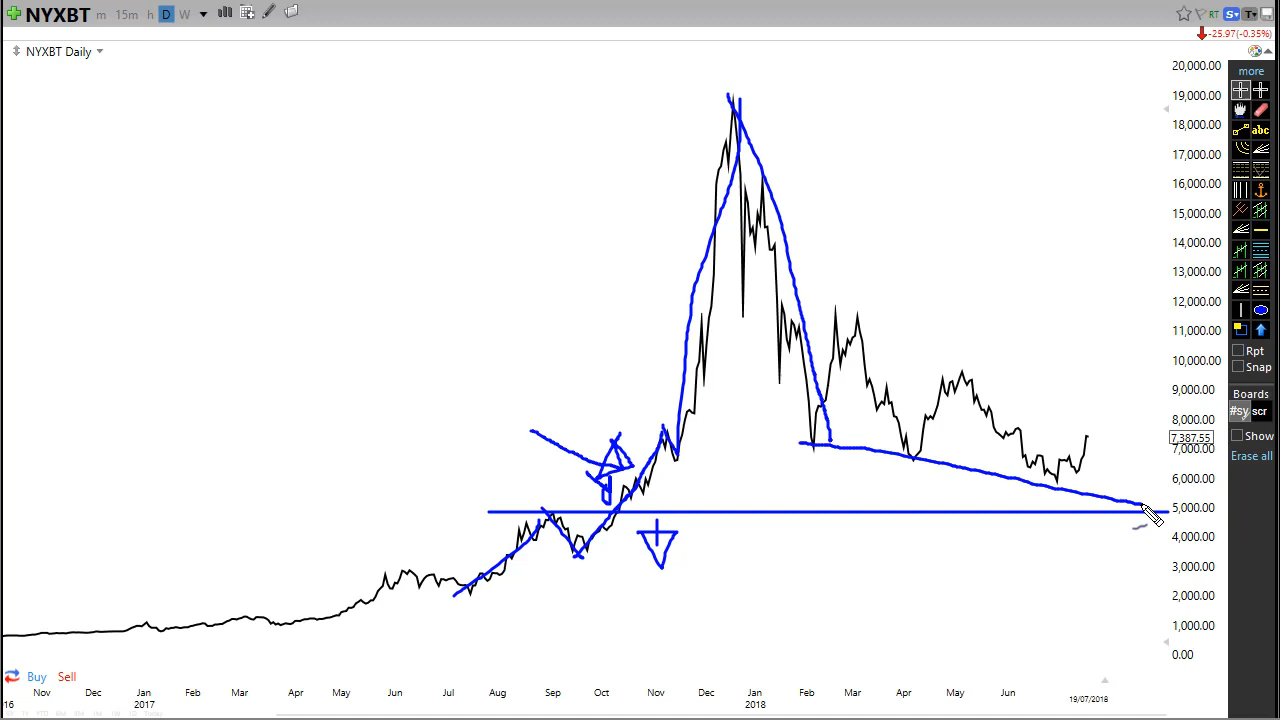 NYXBT m 15m h D W RT S T
-25.97(-0.35%)
NYXBT Daily
more
abc
Rpt
Snap
Boards
#sy scr
Show
Erase all
20,000.00
19,000.00
18,000.00
17,000.00
16,000.00
15,000.00
14,000.00
13,000.00
12,000.00
11,000.00
10,000.00
9,000.00
8,000.00
7,387.55
7,000.00
6,000.00
5,000.00
4,000.00
3,000.00
2,000.00
1,000.00
0.00
Buy Sell
Nov Dec Jan Feb Mar Apr May Jun Jul Aug Sep Oct Nov Dec Jan Feb Mar Apr May Jun 19/07/2018
16 2017 2018